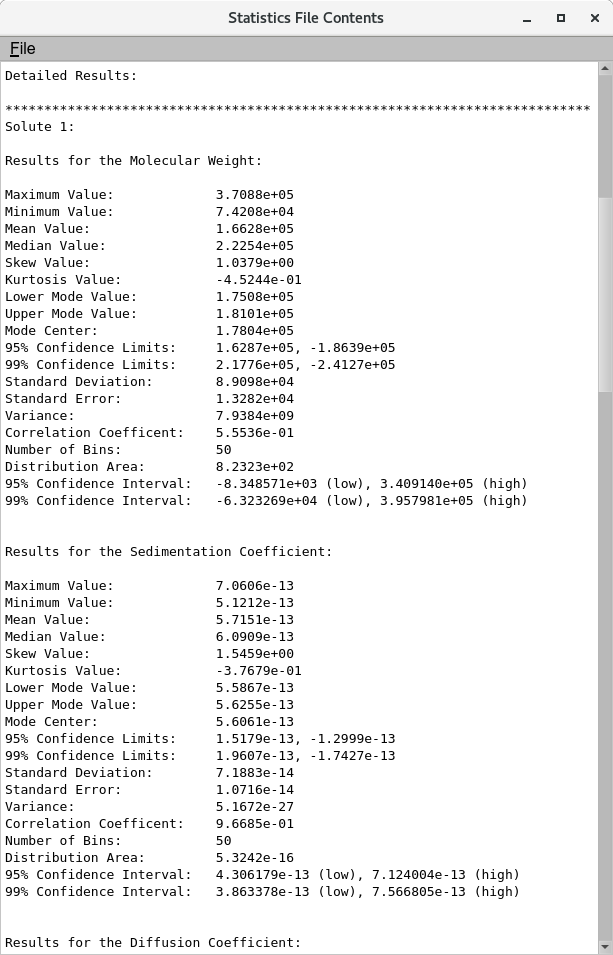 Statistics File Contents
File
Detailed Results:
***************************************************************************
Solute 1:
Results for the Molecular Weight:
Maximum Value: 3.7088e+05
Minimum Value: 7.4208e+04
Mean Value: 1.6628e+05
Median Value: 2.2254e+05
Skew Value: 1.0379e+00
Kurtosis Value: -4.5244e-01
Lower Mode Value: 1.7508e+05
Upper Mode Value: 1.8101e+05
Mode Center: 1.7804e+05
95% Confidence Limits: 1.6287e+05, -1.8639e+05
99% Confidence Limits: 2.1776e+05, -2.4127e+05
Standard Deviation: 8.9098e+04
Standard Error: 1.3282e+04
Variance: 7.9384e+09
Correlation Coefficent: 5.5536e-01
Number of Bins: 50
Distribution Area: 8.2323e+02
95% Confidence Interval: -8.348571e+03 (low), 3.409140e+05 (high)
99% Confidence Interval: -6.323269e+04 (low), 3.957981e+05 (high)
Results for the Sedimentation Coefficient:
Maximum Value: 7.0606e-13
Minimum Value: 5.1212e-13
Mean Value: 5.7151e-13
Median Value: 6.0909e-13
Skew Value: 1.5459e+00
Kurtosis Value: -3.7679e-01
Lower Mode Value: 5.5867e-13
Upper Mode Value: 5.6255e-13
Mode Center: 5.6061e-13
95% Confidence Limits: 1.5179e-13, -1.2999e-13
99% Confidence Limits: 1.9607e-13, -1.7427e-13
Standard Deviation: 7.1883e-14
Standard Error: 1.0716e-14
Variance: 5.1672e-27
Correlation Coefficent: 9.6685e-01
Number of Bins: 50
Distribution Area: 5.3242e-16
95% Confidence Interval: 4.306179e-13 (low), 7.124004e-13 (high)
99% Confidence Interval: 3.863378e-13 (low), 7.566805e-13 (high)
Results for the Diffusion Coefficient: